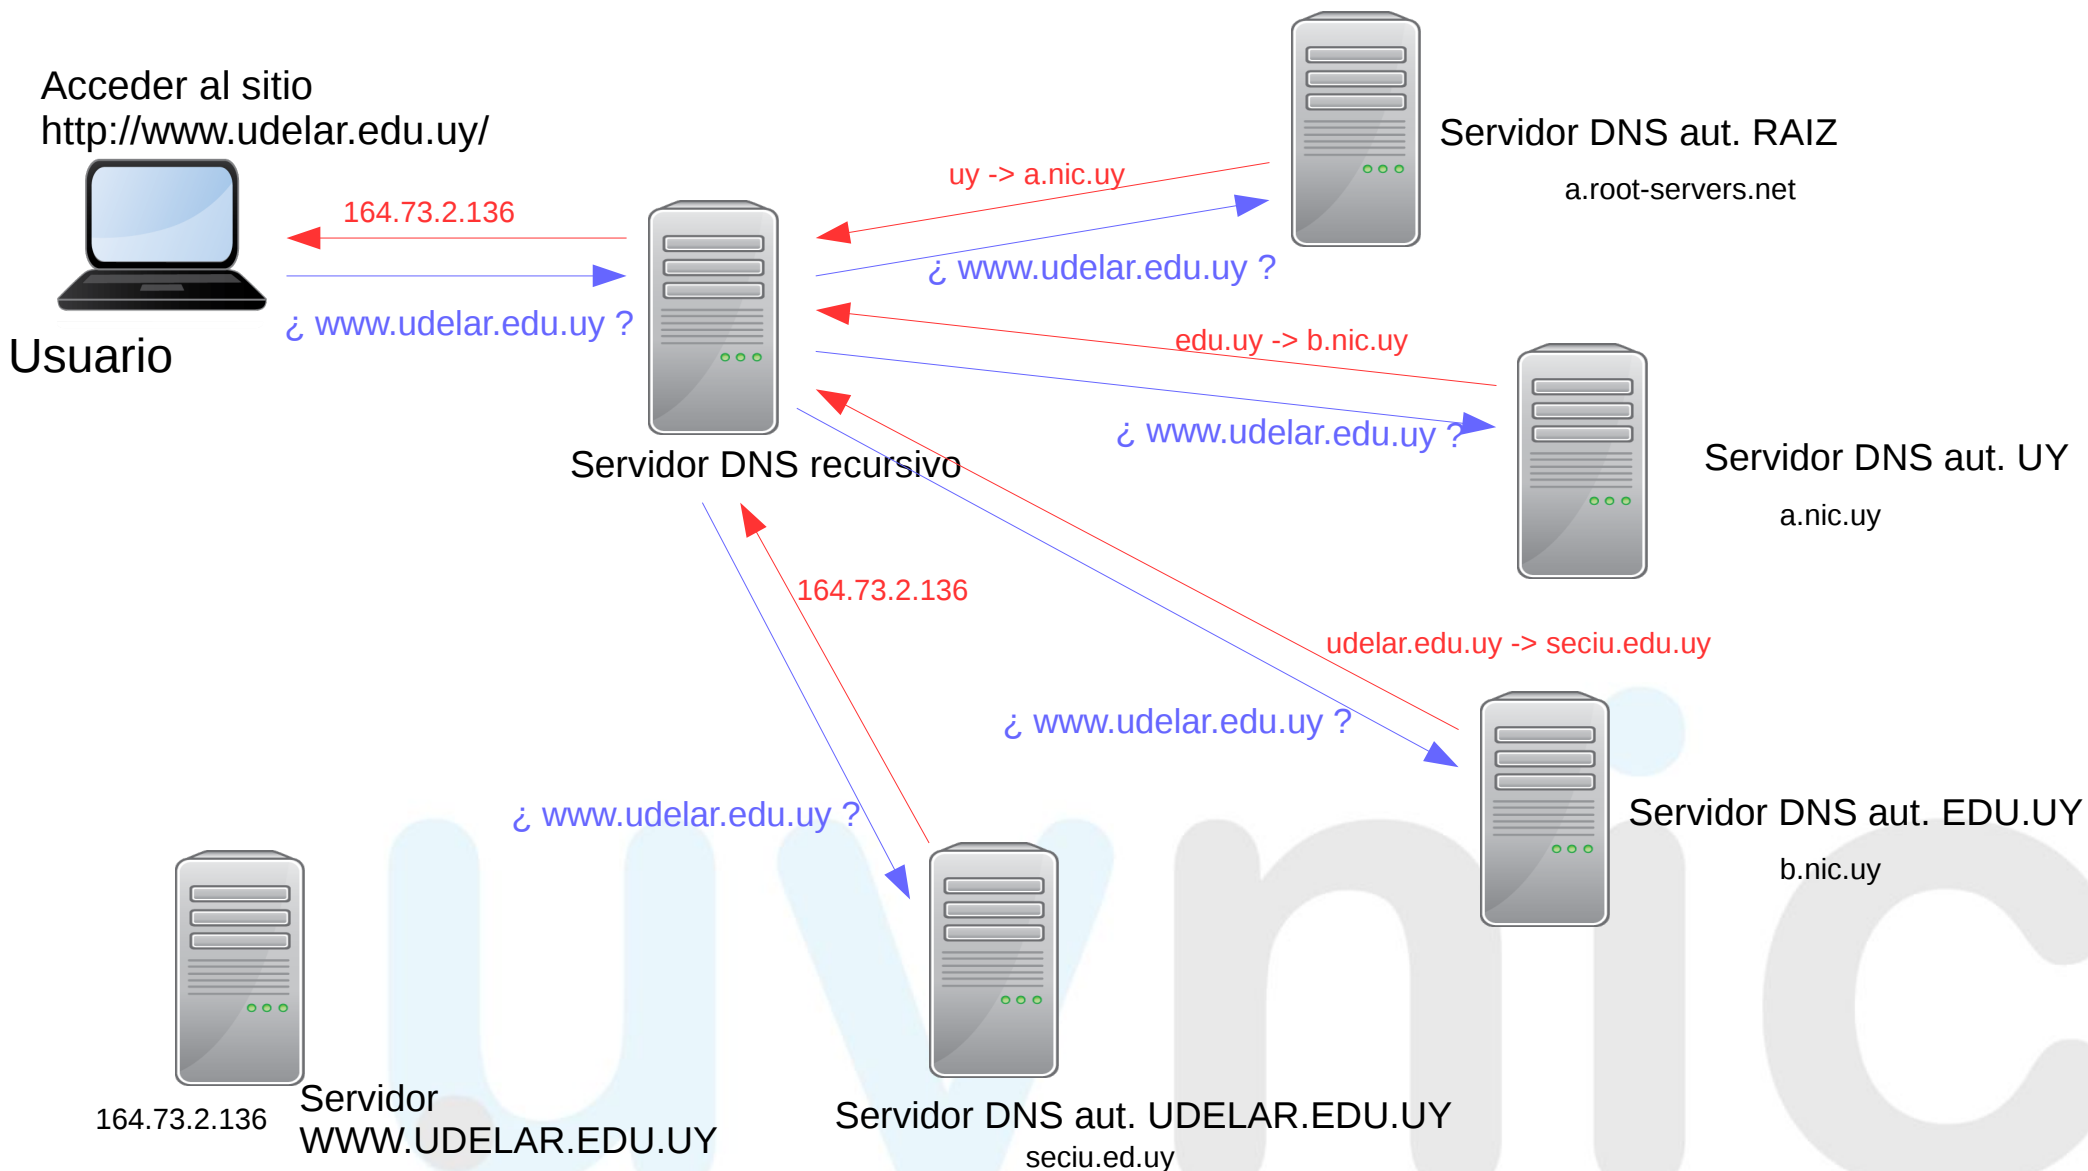 Acceder al sitio
http://www.udelar.edu.uy/
Usuario
164.73.2.136
¿ www.udelar.edu.uy ?
Servidor DNS recursivo
uy -> a.nic.uy
¿ www.udelar.edu.uy ?
Servidor DNS aut. RAIZ
a.root-servers.net
edu.uy -> b.nic.uy
¿ www.udelar.edu.uy ?
Servidor DNS aut. UY
a.nic.uy
udelar.edu.uy -> seciu.edu.uy
¿ www.udelar.edu.uy ?
Servidor DNS aut. EDU.UY
b.nic.uy
164.73.2.136
¿ www.udelar.edu.uy ?
Servidor DNS aut. UDELAR.EDU.UY
seciu.ed.uy
164.73.2.136
Servidor
WWW.UDELAR.EDU.UY
uynic